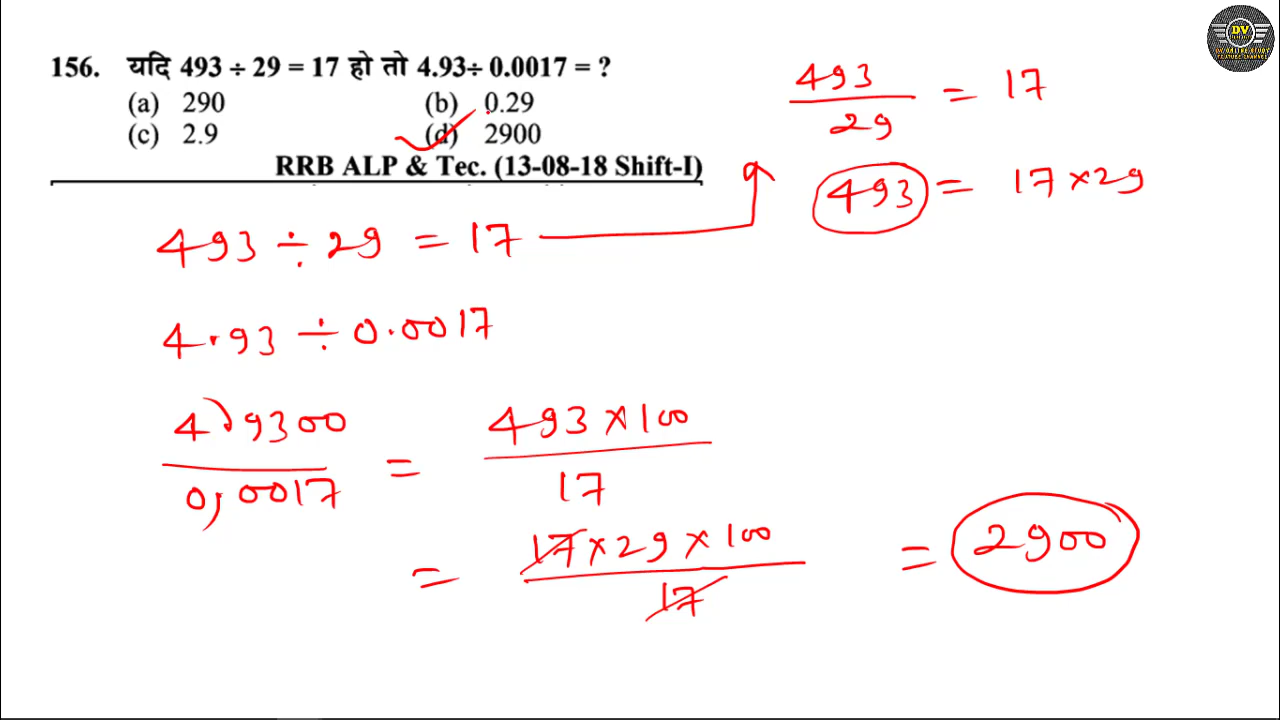 156. यदि 493 ÷ 29 = 17 हो तो 4.93÷ 0.0017 = ?
(a) 290 (b) 0.29
(c) 2.9 (d) 2900
RRB ALP & Tec. (13-08-18 Shift-I)
493 ÷ 29 = 17
4.93 ÷ 0.0017
4.9300 / 0.0017 = 493 × 100 / 17
= 17 × 29 × 100 / 17 = 2900
493 / 29 = 17
493 = 17 × 29
DV